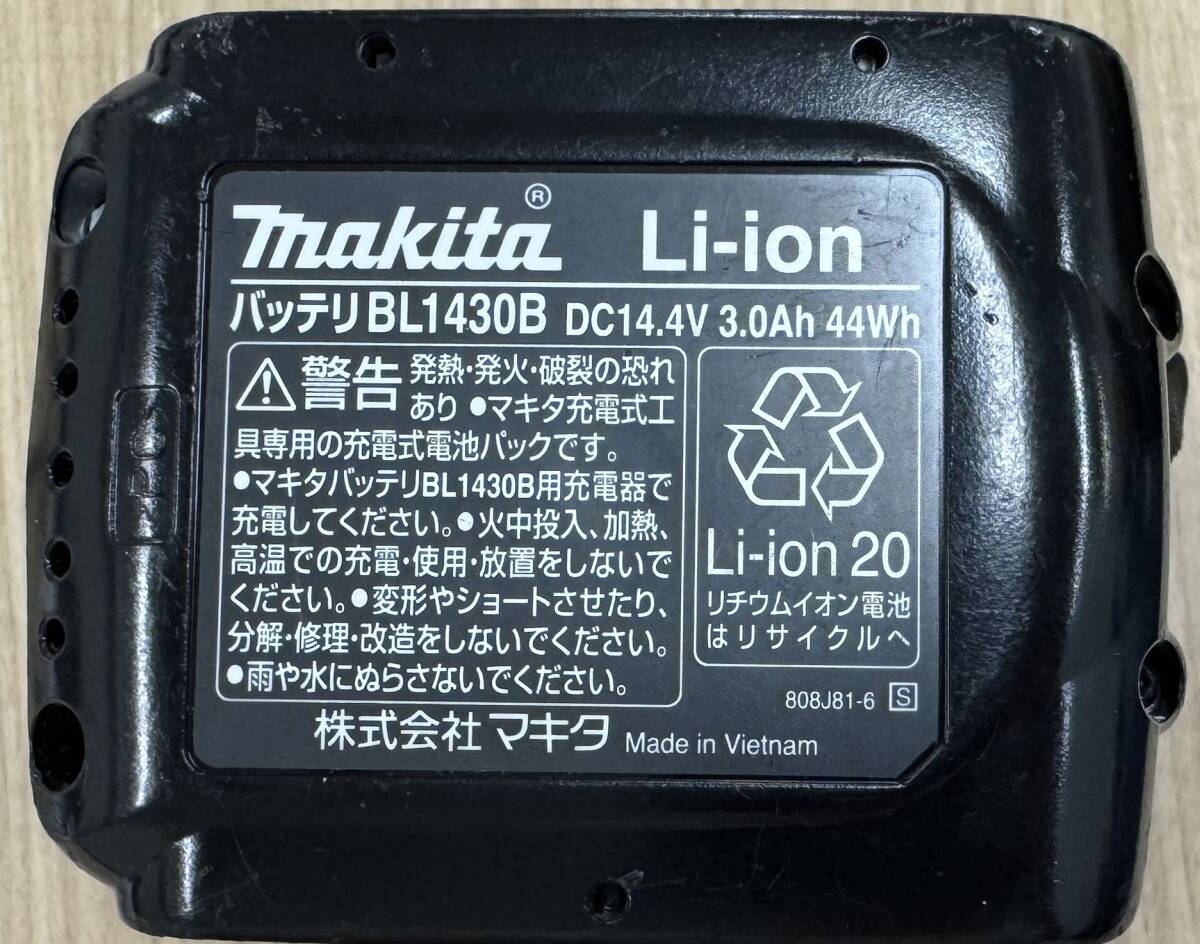 makita® Li-ion
バッテリBL1430B DC14.4V 3.0Ah 44Wh
警告 発熱・発火・破裂の恐れ
あり ●マキタ充電式工
具専用の充電式電池パックです。
●マキタバッテリBL1430B用充電器で
充電してください。●火中投入、加熱、
高温での充電・使用・放置をしないで
ください。●変形やショートさせたり、
分解・修理・改造をしないでください。
●雨や水にぬらさないでください。
Li-ion 20
リチウムイオン電池
はリサイクルへ
808J81-6 S
株式会社 マキタ Made in Vietnam